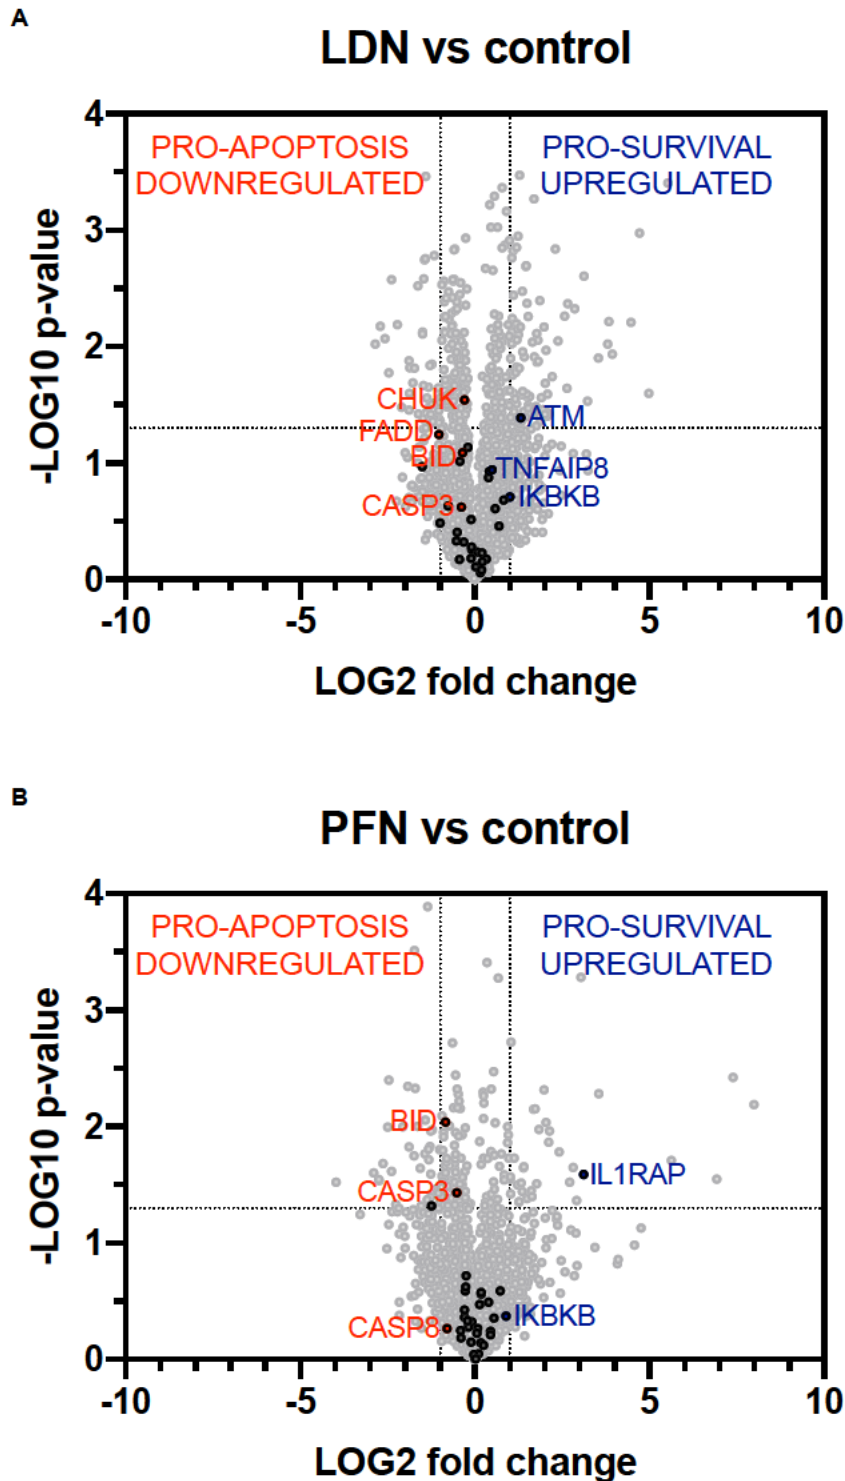 A
LDN vs control
4
PRO-APOPTOSIS
DOWNREGULATED
PRO-SURVIVAL
UPREGULATED
3
2
CHUK
ATM
FADD
BID
TNFAIP8
1
CASP3
IKBKB
0
-10
-5
0
5
10
-LOG10 p-value
LOG2 fold change
B
PFN vs control
4
PRO-APOPTOSIS
DOWNREGULATED
PRO-SURVIVAL
UPREGULATED
3
2
BID
IL1RAP
CASP3
1
CASP8
IKBKB
0
-10
-5
0
5
10
-LOG10 p-value
LOG2 fold change